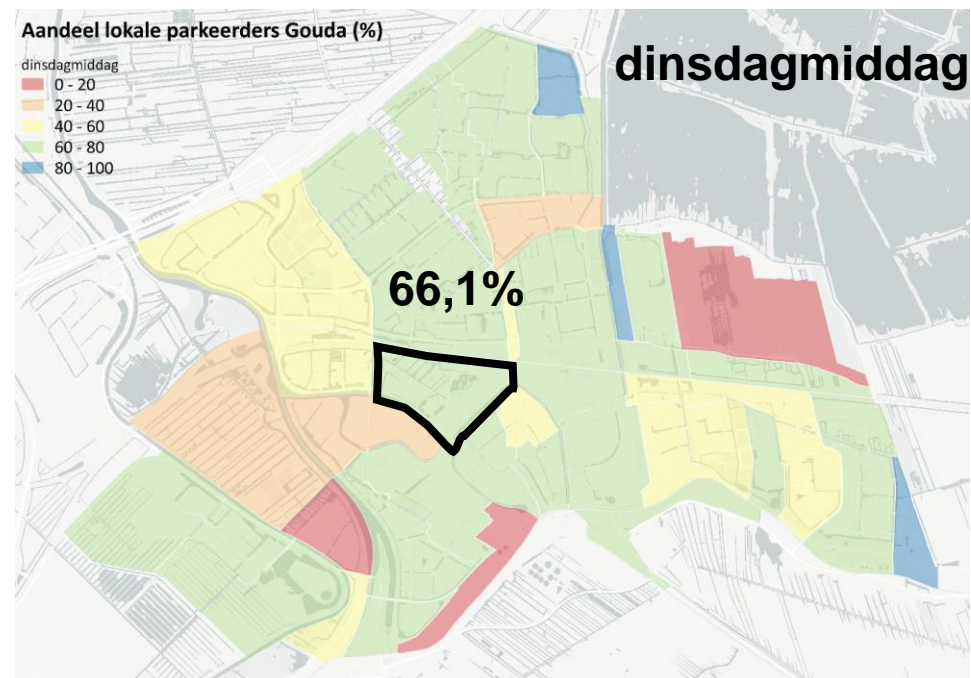 Aandeel lokale parkeerders Gouda (%)
dinsdagmiddag
dinsdagmiddag
0 - 20
20 - 40
40 - 60
60 - 80
80 - 100
66,1%